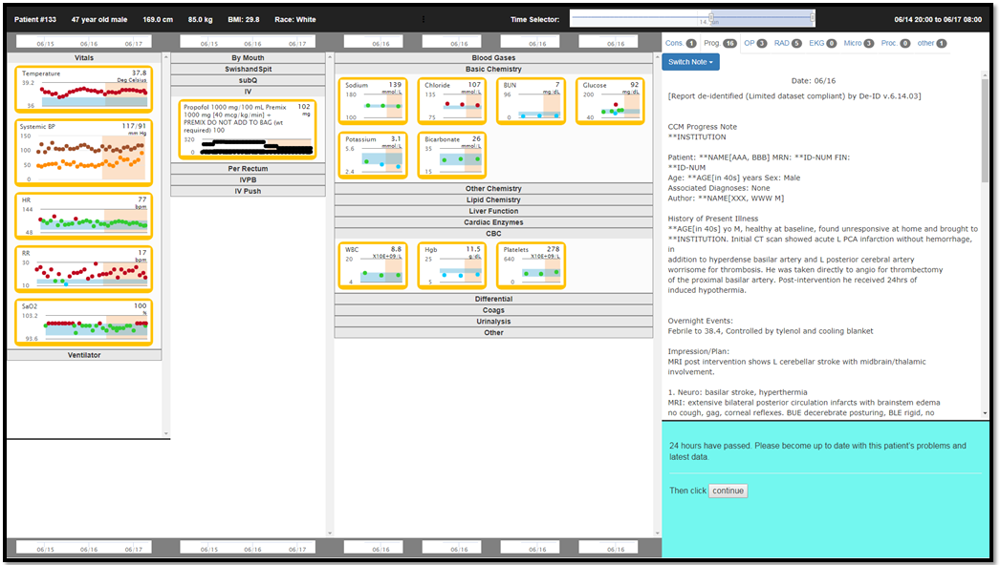 Patient #133 47 year old male 169.0 cm 85.0 kg BMI: 29.8 Race: White Time Selector: 06/14 20:00 to 06/17 08:00
06/15 06/16 06/17 06/15 06/16 06/17 06/16 06/16 06/16 06/16
Vitals
Temperature 37.8
Deg Celsius
39.2
36
Systemic BP 117/91
mm Hg
150
100
50
0
HR 77
bpm
144
48
RR 17
bpm
30
10
SaO2 100
%
103.2
93.6
Ventilator
By Mouth
SwishandSpit
subQ
IV
Propofol 1000 mg/100 mL Premix 102
1000 mg [40 mcg/kg/min] + mg
PREMIX DO NOT ADD TO BAG (wt
required) 100
320
160
0
Per Rectum
IVPB
IV Push
Blood Gases
Basic Chemistry
Sodium 139
mmol/L
180
100
Chloride 107
mmol/L
135
75
BUN 7
mg/dL
96
0
Glucose 92
mg/dL
200
40
Potassium 3.1
mmol/L
5.6
2.4
Bicarbonate 26
mmol/L
35
15
Other Chemistry
Lipid Chemistry
Liver Function
Cardiac Enzymes
CBC
WBC 8.8
X10E+09/L
20
4
Hgb 11.5
g/dL
25
5
Platelets 278
X10E+09/L
640
0
Differential
Coags
Urinalysis
Other
06/15 06/16 06/17 06/15 06/16 06/17 06/16 06/16 06/16 06/16
Cons. 1 Prog. 16 OP 3 RAD 5 EKG 0 Micro 3 Proc. 0 other 1
Switch Note
Date: 06/16
[Report de-identified (Limited dataset compliant) by De-ID v.6.14.03]
CCM Progress Note
**INSTITUTION
Patient: **NAME[AAA, BBB] MRN: **ID-NUM FIN:
**ID-NUM
Age: **AGE[in 40s] years Sex: Male
Associated Diagnoses: None
Author: **NAME[XXX, WWW M]
History of Present Illness
**AGE[in 40s] yo M, healthy at baseline, found unresponsive at home and brought to
**INSTITUTION. Initial CT scan showed acute L PCA infarction without hemorrhage,
in
addition to hyperdense basilar artery and L posterior cerebral artery
worrisome for thrombosis. He was taken directly to angio for thrombectomy
of the proximal basilar artery. Post-intervention he received 24hrs of
induced hypothermia.
Overnight Events:
Febrile to 38.4, Controlled by tylenol and cooling blanket
Impression/Plan:
MRI post intervention shows L cerebellar stroke with midbrain/thalamic
involvement.
1. Neuro: basilar stroke, hyperthermia
MRI: extensive bilateral posterior circulation infarcts with brainstem edema
no cough, gag, corneal reflexes. BUE decerebrate posturing, BLE rigid, no
24 hours have passed. Please become up to date with this patient's problems and
latest data.
Then click continue